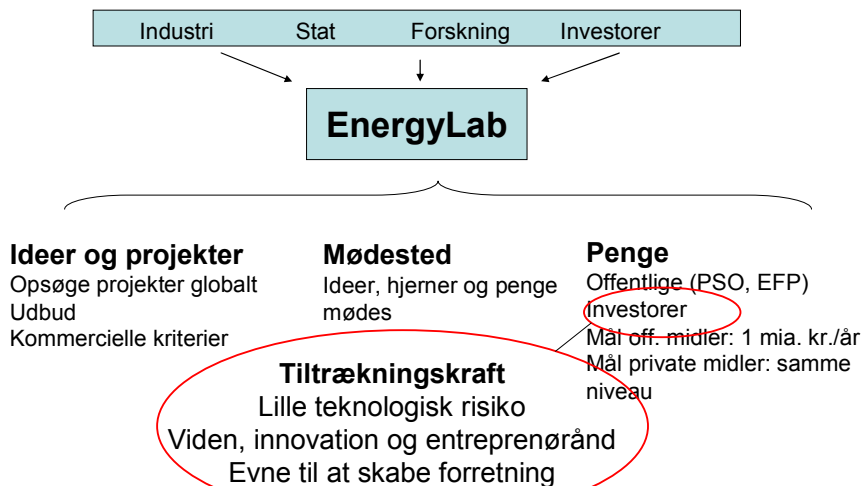 Industri Stat Forskning Investorer
EnergyLab
Ideer og projekter
Opsøge projekter globalt
Udbud
Kommercielle kriterier
Mødested
Ideer, hjerner og penge
mødes
Penge
Offentlige (PSO, EFP)
Investorer
Mål off. midler: 1 mia. kr./år
Mål private midler: samme
niveau
Tiltrækningskraft
Lille teknologisk risiko
Viden, innovation og entreprenørånd
Evne til at skabe forretning